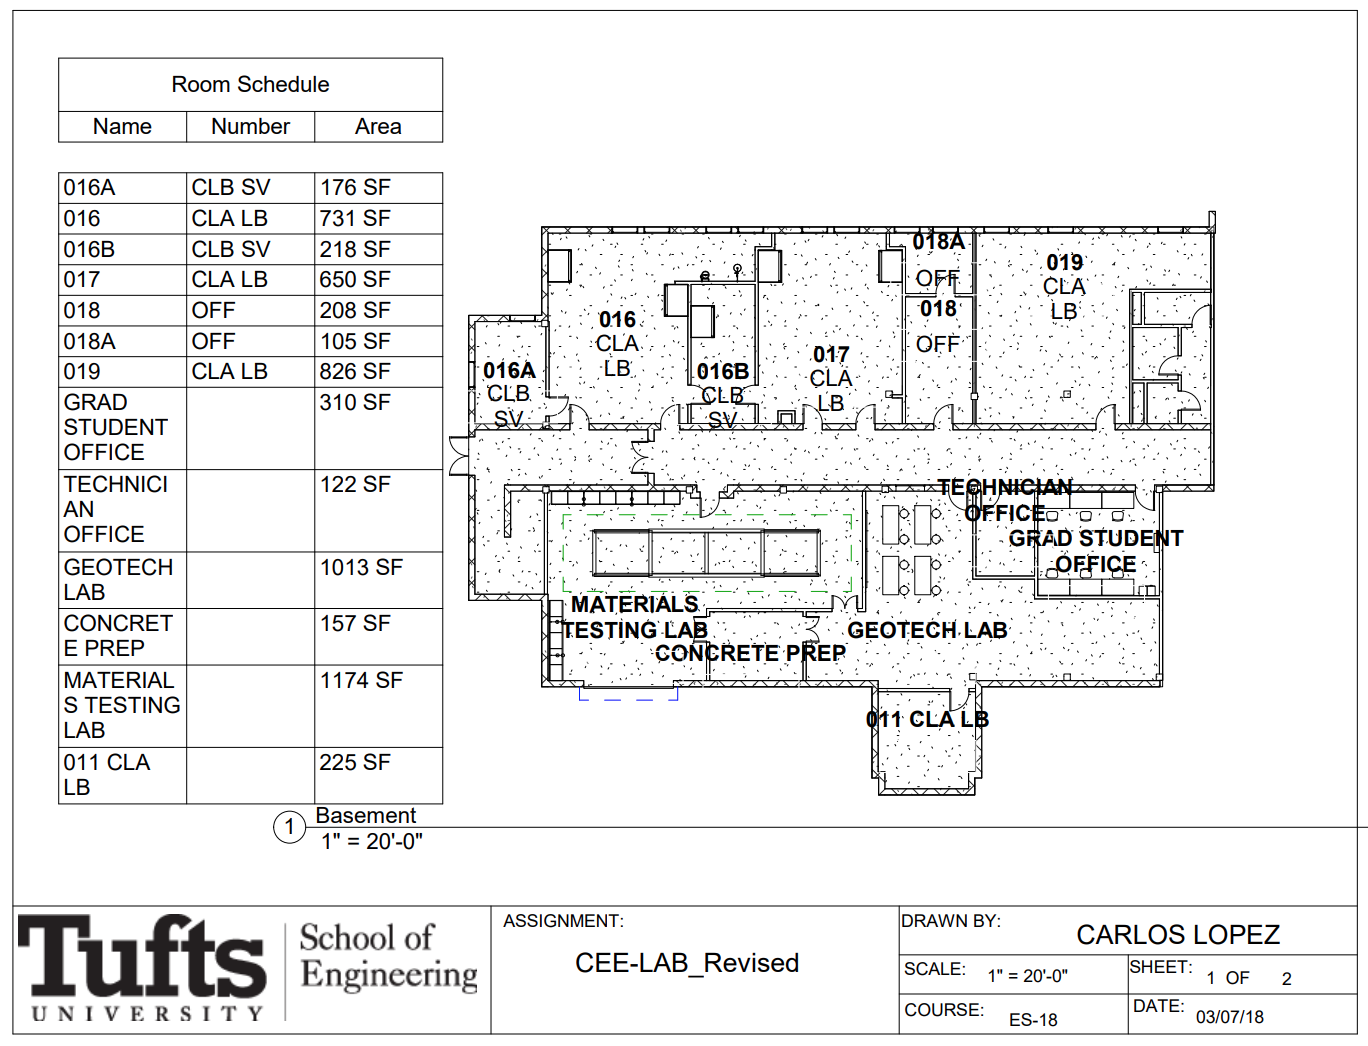 Room Schedule
Name Number Area
016A CLB SV 176 SF
016 CLA LB 731 SF
016B CLB SV 218 SF
017 CLA LB 650 SF
018 OFF 208 SF
018A OFF 105 SF
019 CLA LB 826 SF
GRAD 310 SF
STUDENT
OFFICE
TECHNICI 122 SF
AN
OFFICE
GEOTECH 1013 SF
LAB
CONCRET 157 SF
E PREP
MATERIAL 1174 SF
S TESTING
LAB
011 CLA 225 SF
LB
018A
OFF
019
CLA
LB
018
OFF
016
CLA
LB
017
CLA
LB
016A
CLB
SV
016B
CLB
SV
TECHNICIAN
OFFICE
GRAD STUDENT
OFFICE
MATERIALS
TESTING LAB
CONCRETE PREP
GEOTECH LAB
011 CLA LB
1 Basement
1" = 20'-0"
Tufts
UNIVERSITY
School of
Engineering
ASSIGNMENT:
CEE-LAB_Revised
DRAWN BY: CARLOS LOPEZ
SCALE: 1" = 20'-0" SHEET: 1 OF 2
COURSE: ES-18 DATE: 03/07/18